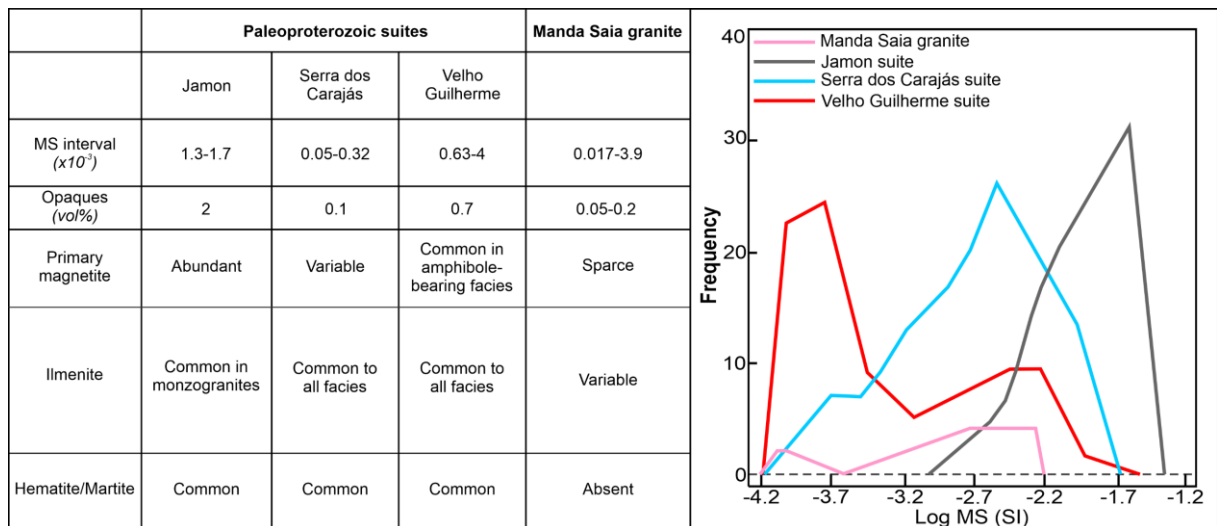 Paleoproterozoic suites
Manda Saia granite
Jamon
Serra dos
Carajás
Velho
Guilherme
MS interval
(x10⁻³)
1.3-1.7
0.05-0.32
0.63-4
0.017-3.9
Opaques
(vol%)
2
0.1
0.7
0.05-0.2
Primary
magnetite
Abundant
Variable
Common in
amphibole-
bearing facies
Sparce
Ilmenite
Common in
monzogranites
Common to
all facies
Common to
all facies
Variable
Hematite/Martite
Common
Common
Common
Absent
Manda Saia granite
Jamon suite
Serra dos Carajás suite
Velho Guilherme suite
Frequency
40
30
20
10
0
-4.2
-3.7
-3.2
-2.7
-2.2
-1.7
-1.2
Log MS (SI)